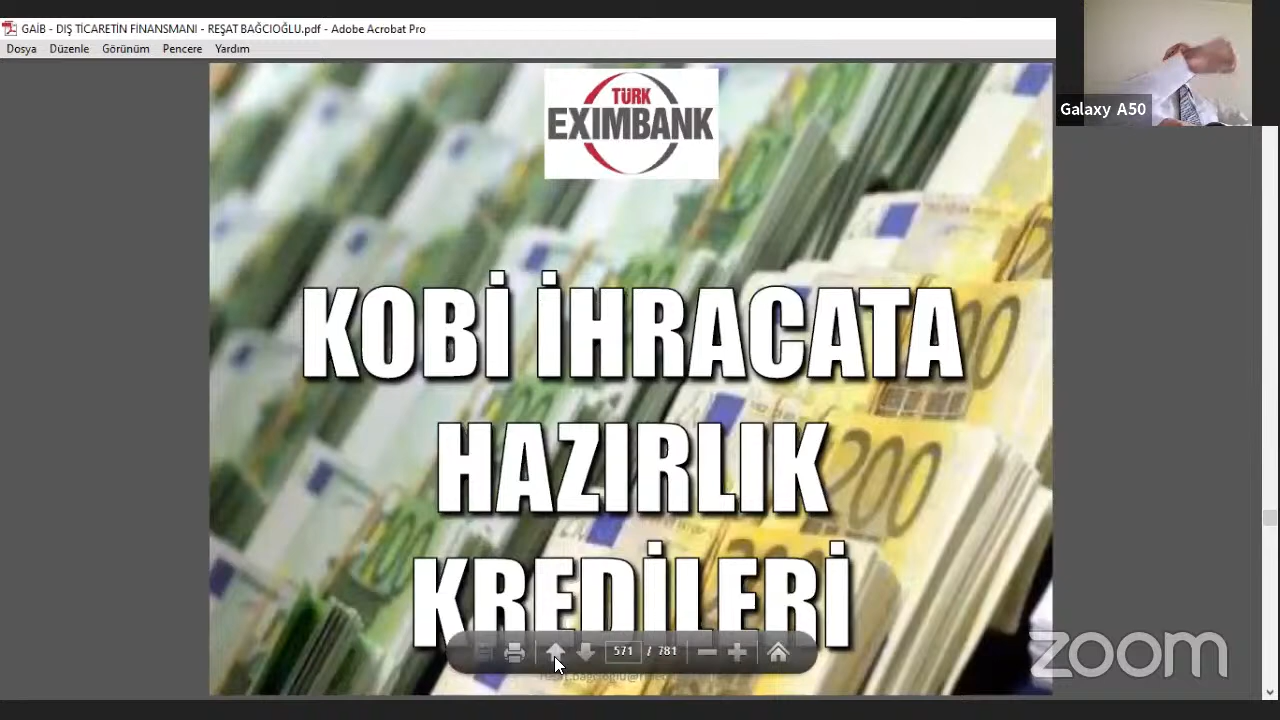 GAİB - DIŞ TİCARETİN FİNANSMANI - REŞAT BAĞCIOĞLU.pdf - Adobe Acrobat Pro
Dosya Düzenle Görünüm Pencere Yardım
Galaxy A50
TÜRK
EXIMBANK
KOBİ İHRACATA
HAZIRLIK
KREDİLERİ
571 / 781
zoom